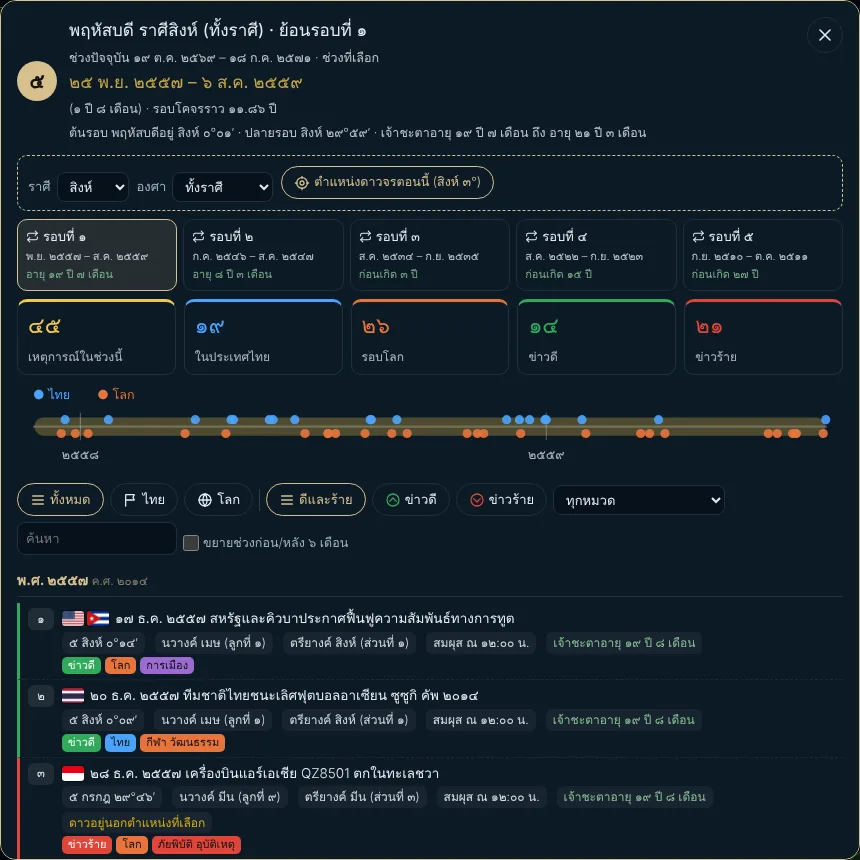 พฤหัสบดี ราศีสิงห์ (ทั้งราศี) · ย้อนรอบที่ ๑
ช่วงปัจจุบัน ๑๙ ต.ค. ๒๕๖๙ – ๑๘ ก.ค. ๒๕๗๑ · ช่วงที่เลือก
๕
๒๕ พ.ย. ๒๕๕๗ – ๖ ส.ค. ๒๕๕๙
(๑ ปี ๘ เดือน) · รอบโคจรราว ๑๑.๘๖ ปี
ต้นรอบ พฤหัสบดีอยู่ สิงห์ ๐°๐๑′ · ปลายรอบ สิงห์ ๒๙°๕๙′ · เจ้าชะตาอายุ ๑๙ ปี ๗ เดือน ถึง อายุ ๒๑ ปี ๓ เดือน
ราศี สิงห์ องศา ทั้งราศี ตำแหน่งดาวจรตอนนี้ (สิงห์ ๓°)
รอบที่ ๑ รอบที่ ๒ รอบที่ ๓ รอบที่ ๔ รอบที่ ๕
พ.ย. ๒๕๕๗ – ส.ค. ๒๕๕๙ ก.ค. ๒๕๔๖ – ส.ค. ๒๕๔๗ ส.ค. ๒๕๓๔ – ก.ย. ๒๕๓๕ ส.ค. ๒๕๒๒ – ก.ย. ๒๕๒๓ ก.ย. ๒๕๑๐ – ต.ค. ๒๕๑๑
อายุ ๑๙ ปี ๗ เดือน อายุ ๘ ปี ๓ เดือน ก่อนเกิด ๓ ปี ก่อนเกิด ๑๕ ปี ก่อนเกิด ๒๗ ปี
๔๕ ๑๙ ๒๖ ๑๔ ๒๑
เหตุการณ์ในช่วงนี้ ในประเทศไทย รอบโลก ข่าวดี ข่าวร้าย
ไทย โลก
๒๕๕๘ ๒๕๕๙
ทั้งหมด ไทย โลก ดีและร้าย ข่าวดี ข่าวร้าย ทุกหมวด
ค้นหา ขยายช่วงก่อน/หลัง ๖ เดือน
พ.ศ. ๒๕๕๗ ค.ศ. ๒๐๑๔
๑ ๑๗ ธ.ค. ๒๕๕๗ สหรัฐและคิวบาประกาศฟื้นฟูความสัมพันธ์ทางการทูต
๕ สิงห์ ๐°๑๔′ นวางค์ เมษ (ลูกที่ ๑) ตรียางค์ สิงห์ (ส่วนที่ ๑) สมผุส ณ ๑๒:๐๐ น. เจ้าชะตาอายุ ๑๙ ปี ๘ เดือน
ข่าวดี โลก การเมือง
๒ ๒๐ ธ.ค. ๒๕๕๗ ทีมชาติไทยชนะเลิศฟุตบอลอาเซียน ซูซูกิ คัพ ๒๐๑๔
๕ สิงห์ ๐°๐๙′ นวางค์ เมษ (ลูกที่ ๑) ตรียางค์ สิงห์ (ส่วนที่ ๑) สมผุส ณ ๑๒:๐๐ น. เจ้าชะตาอายุ ๑๙ ปี ๘ เดือน
ข่าวดี ไทย กีฬา วัฒนธรรม
๓ ๒๘ ธ.ค. ๒๕๕๗ เครื่องบินแอร์เอเชีย QZ8501 ตกในทะเลชวา
๕ กรกฎ ๒๙°๔๖′ นวางค์ มีน (ลูกที่ ๙) ตรียางค์ มีน (ส่วนที่ ๓) สมผุส ณ ๑๒:๐๐ น. เจ้าชะตาอายุ ๑๙ ปี ๘ เดือน
ดาวอยู่นอกตำแหน่งที่เลือก
ข่าวร้าย โลก ภัยพิบัติ อุบัติเหตุ